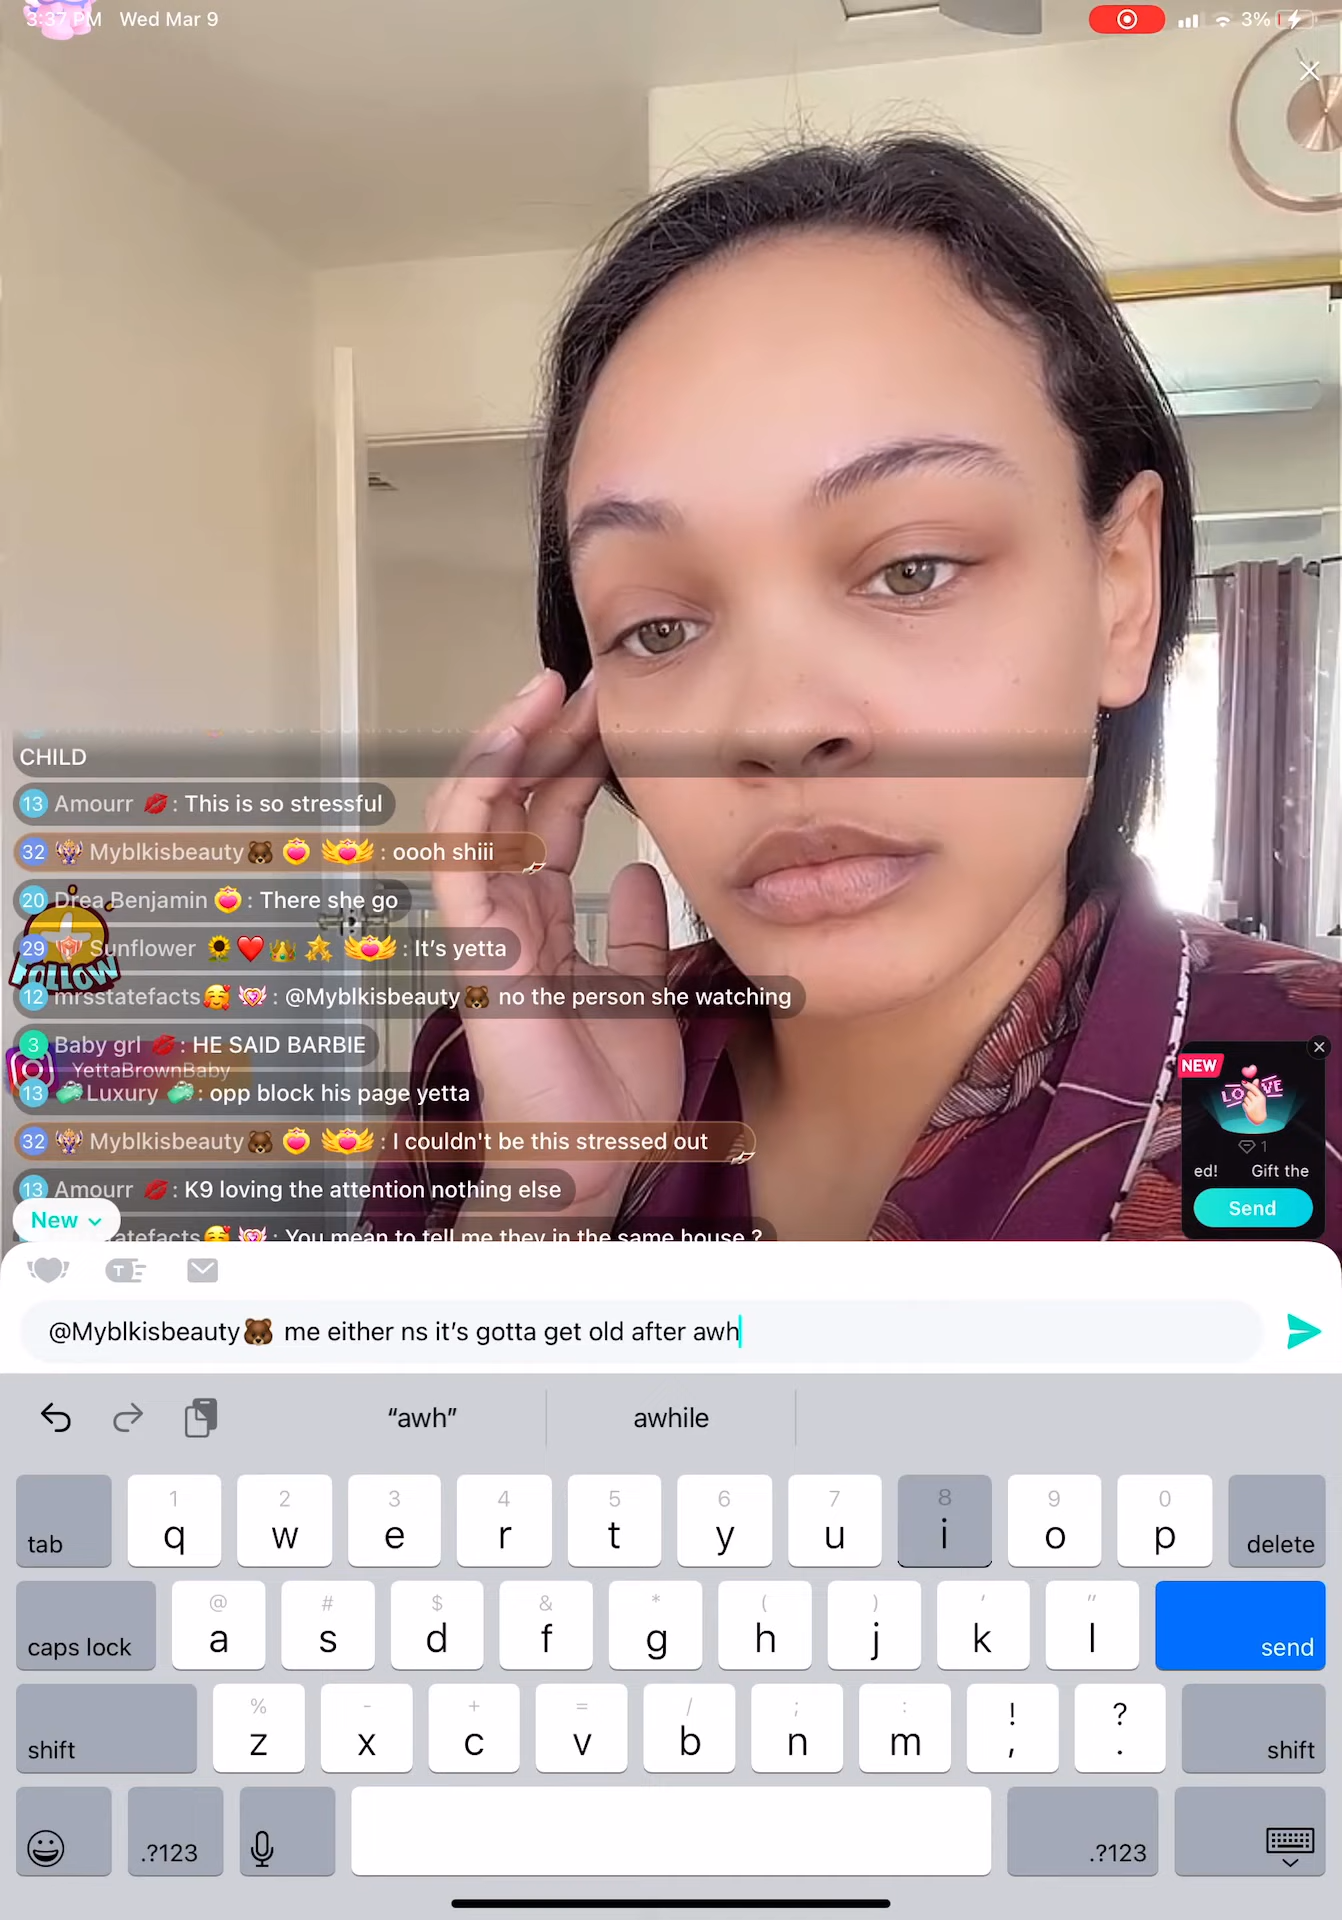 3:37 PM Wed Mar 9
3%
CHILD
13 Amourr 💋 : This is so stressful
32 Myblkisbeauty🐻 : oooh shiii
20 Drea Benjamin : There she go
29 Sunflower 🌻❤️ : It’s yetta
FOLLOW
12 mrsstatefacts🥰 : @Myblkisbeauty🐻 no the person she watching
3 Baby grl 💋 : HE SAID BARBIE
YettaBrownBaby
13 Luxury : opp block his page yetta
32 Myblkisbeauty🐻 : I couldn't be this stressed out
13 Amourr 💋 : K9 loving the attention nothing else
New
atefacts🥰 : You mean to tell me they in the same house ?
NEW
LOVE
1
ed! Gift the
Send
@Myblkisbeauty🐻 me either ns it’s gotta get old after awh
“awh” awhile
1 2 3 4 5 6 7 8 9 0
tab q w e r t y u i o p delete
@ # $ & * ( ) ' "
caps lock a s d f g h j k l send
% - + = / ; : ! ?
shift z x c v b n m , . shift
.?123 .?123